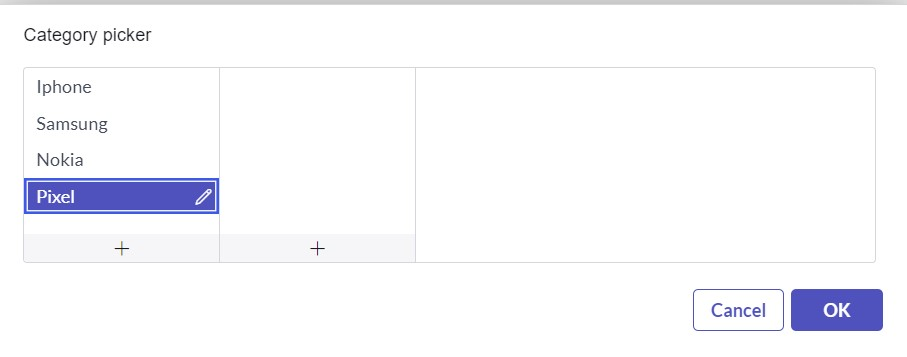 Category picker
Iphone
Samsung
Nokia
Pixel
+ +
Cancel OK